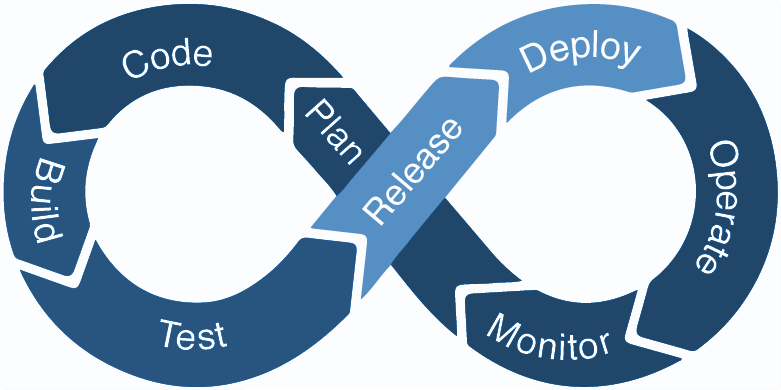 Plan
Code
Build
Test
Release
Deploy
Operate
Monitor